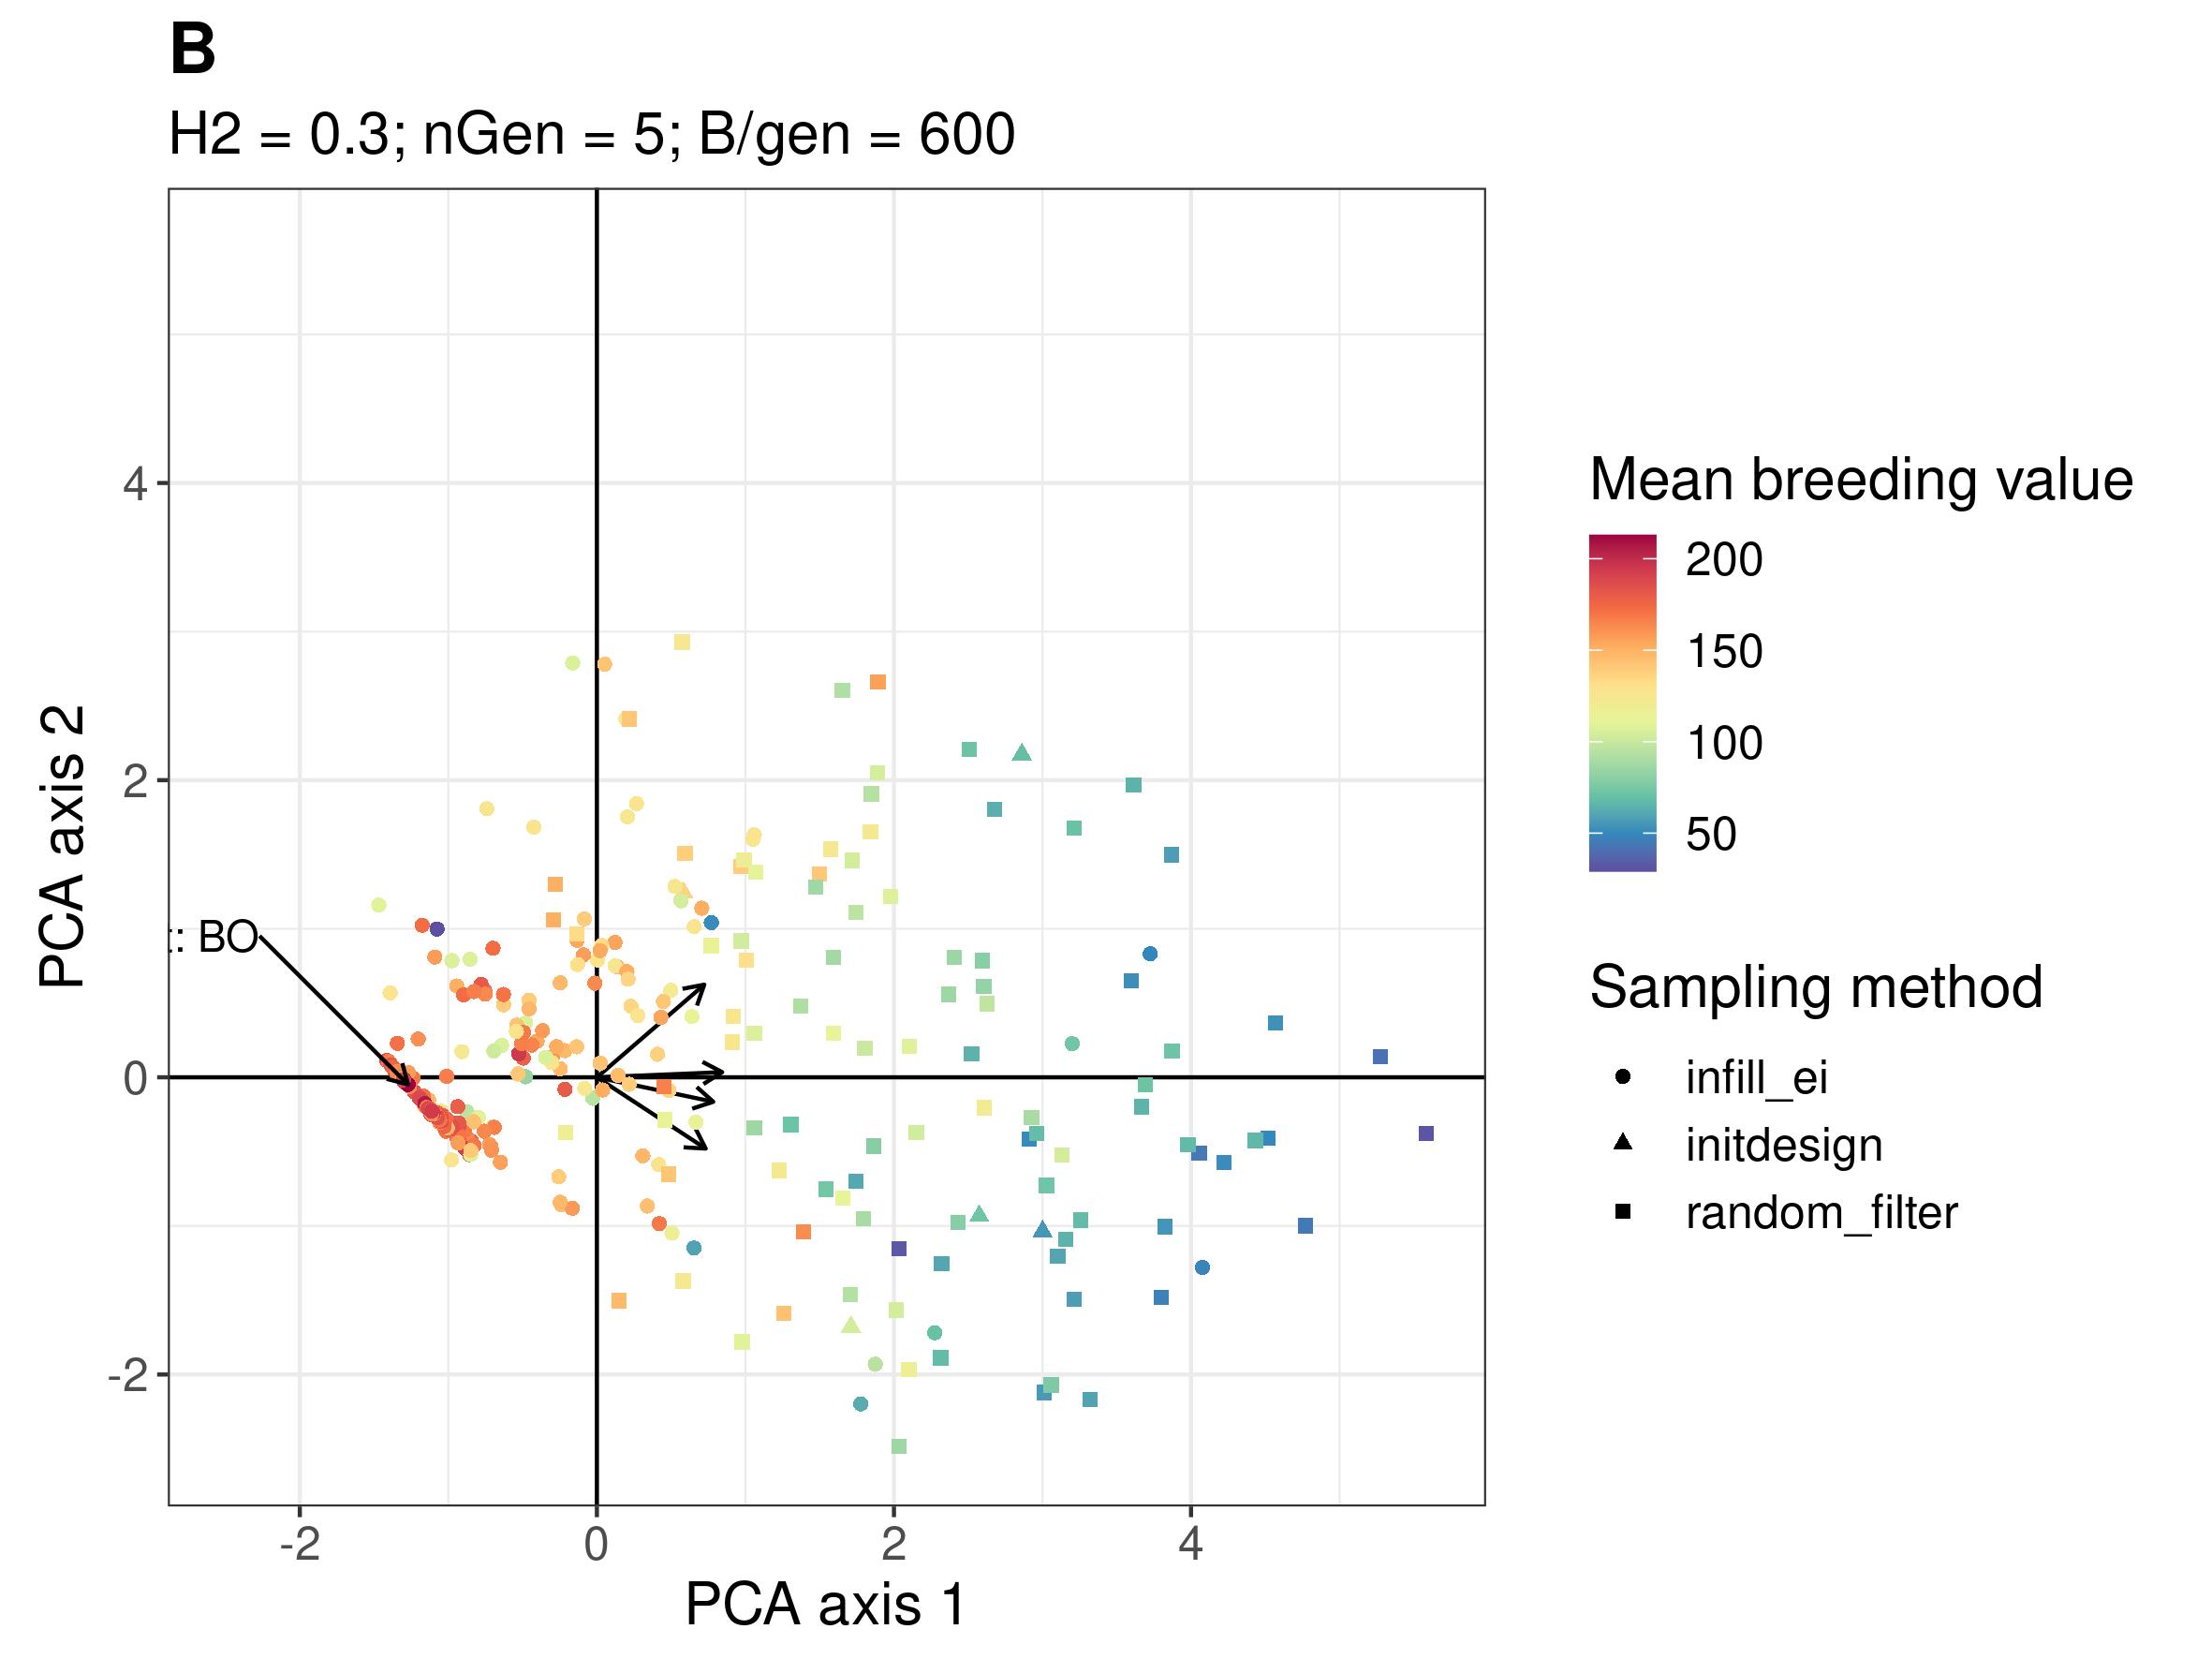 B
H2 = 0.3; nGen = 5; B/gen = 600
PCA axis 2
4
2
0
-2
: BO
-2
0
2
4
PCA axis 1
Mean breeding value
200
150
100
50
Sampling method
infill_ei
initdesign
random_filter